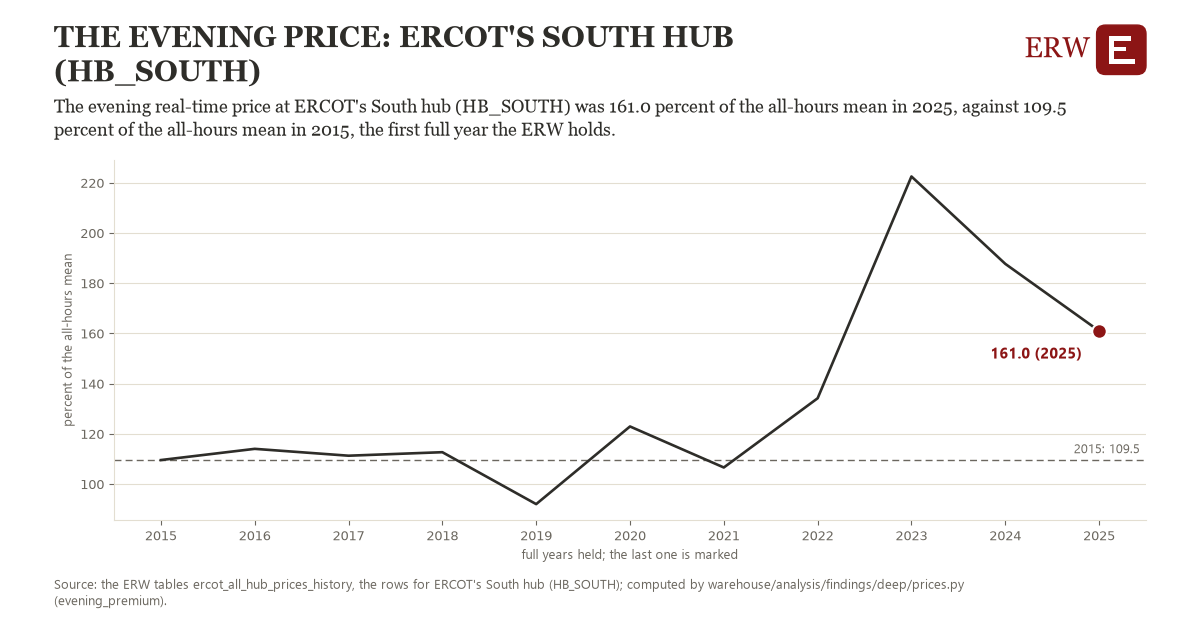 THE EVENING PRICE: ERCOT'S SOUTH HUB
(HB_SOUTH)
ERW E
The evening real-time price at ERCOT's South hub (HB_SOUTH) was 161.0 percent of the all-hours mean in 2025, against 109.5
percent of the all-hours mean in 2015, the first full year the ERW holds.
percent of the all-hours mean
220
200
180
160
140
120
100
161.0 (2025)
2015: 109.5
2015 2016 2017 2018 2019 2020 2021 2022 2023 2024 2025
full years held; the last one is marked
Source: the ERW tables ercot_all_hub_prices_history, the rows for ERCOT's South hub (HB_SOUTH); computed by warehouse/analysis/findings/deep/prices.py
(evening_premium).